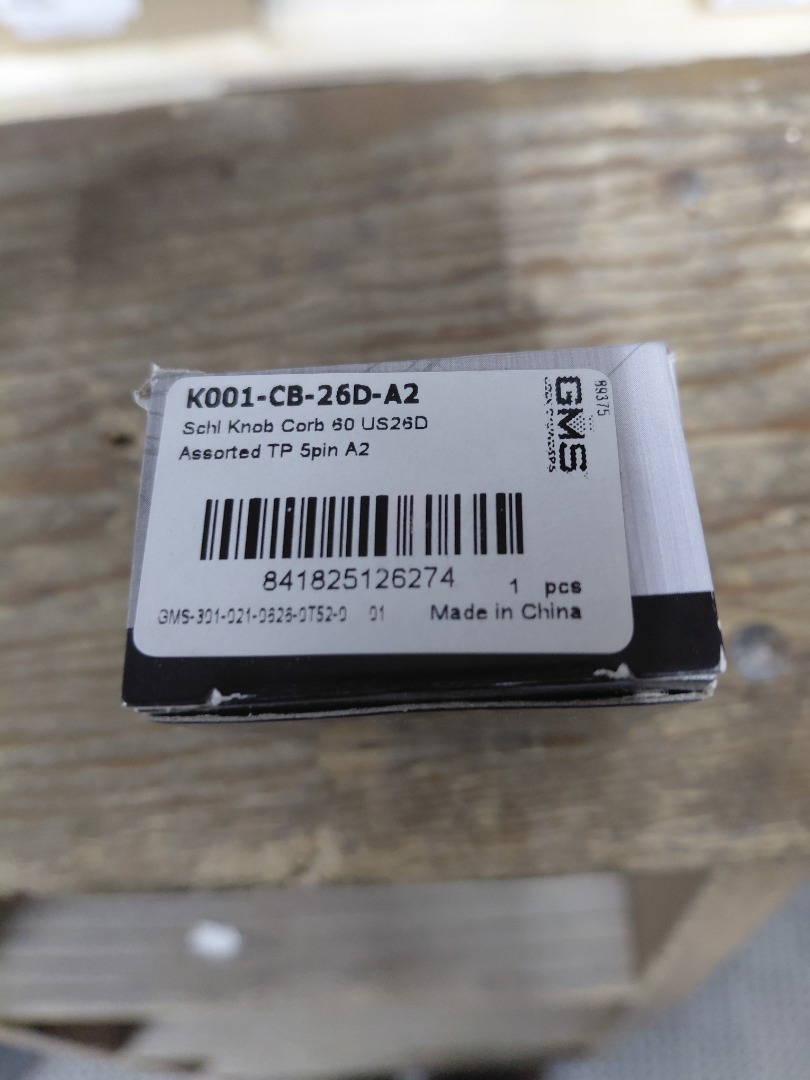 K001-CB-26D-A2
Schl Knob Corb 60 US26D
Assorted TP 5pin A2
GMS
89375
841825126274
1 pcs
GMS-301-021-0626-0T52-0 01
Made in China